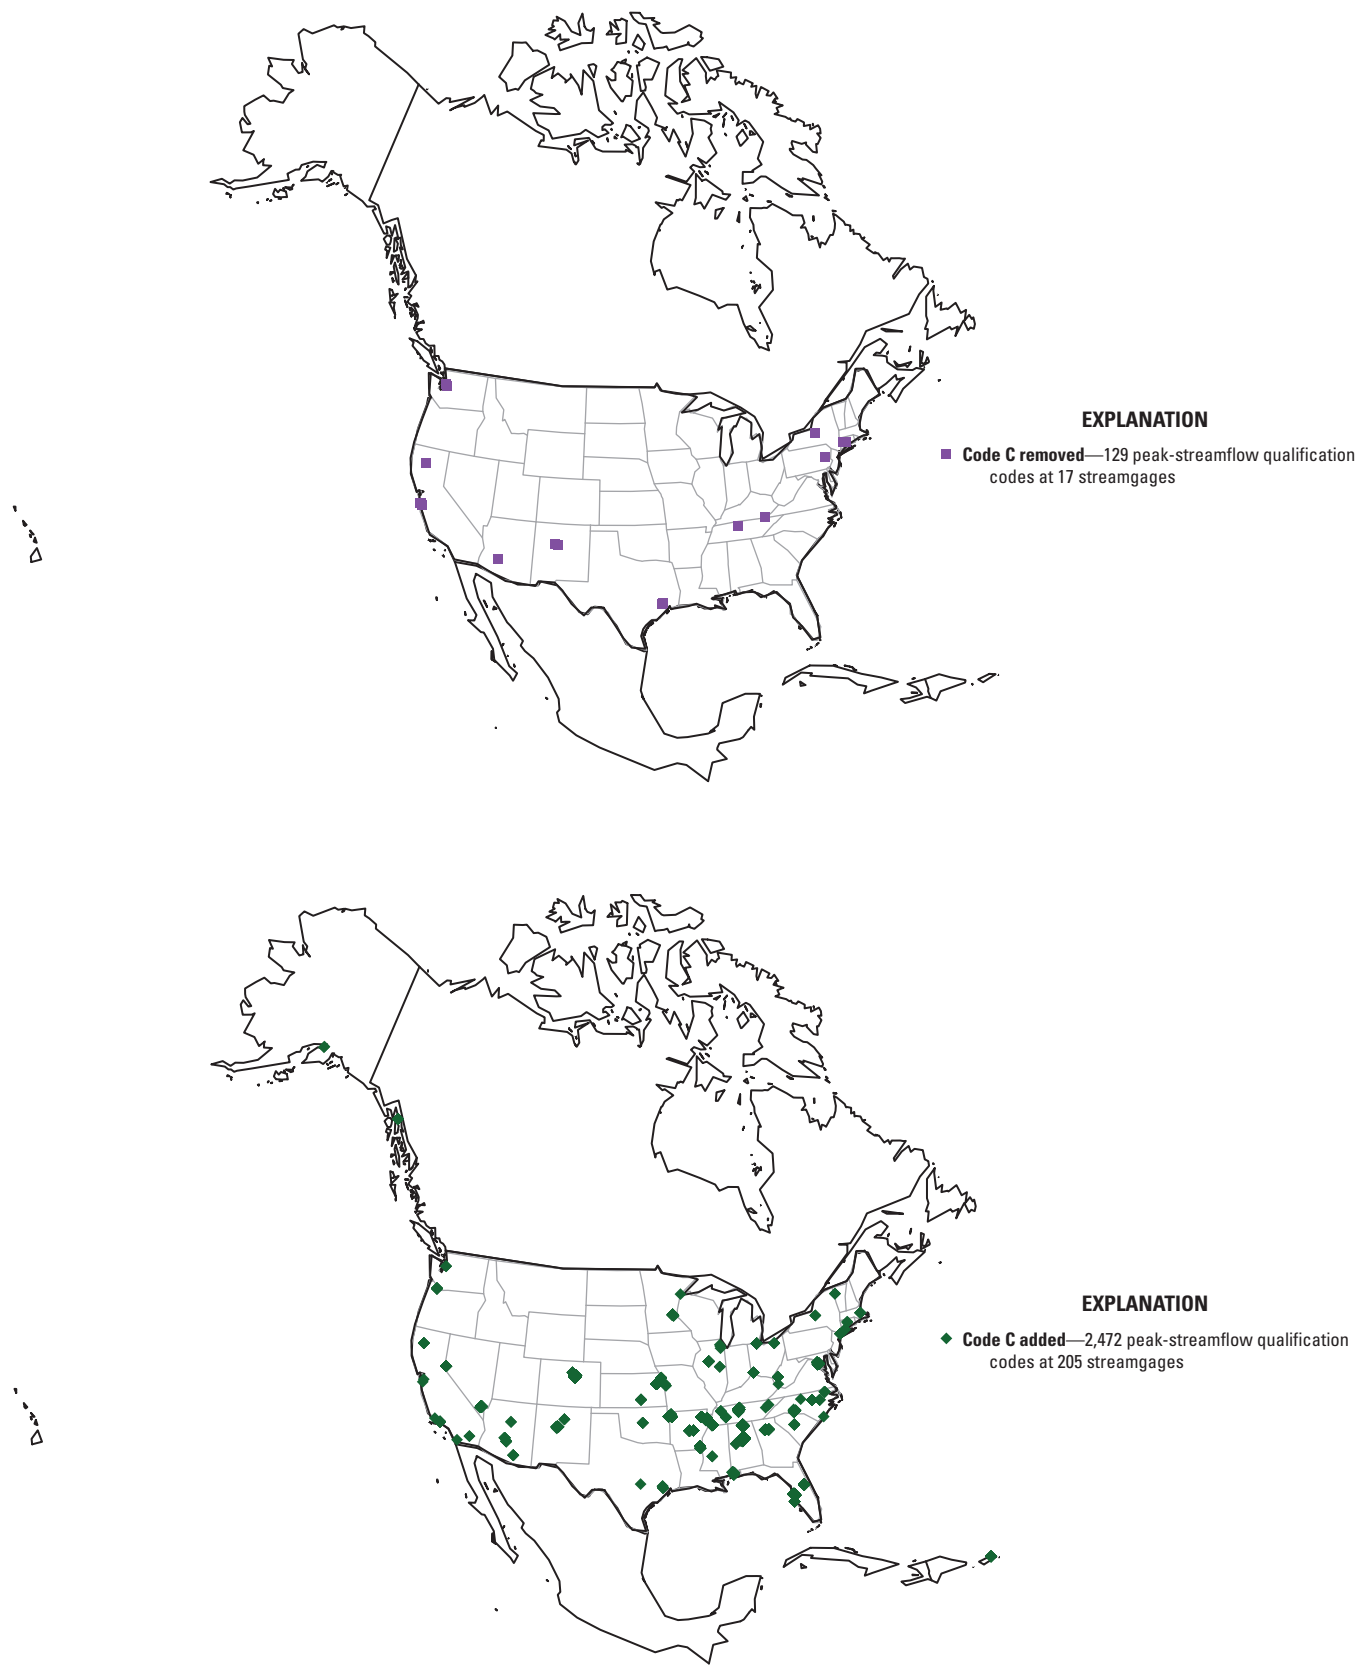 EXPLANATION
Code C removed—129 peak-streamflow qualification
codes at 17 streamgages
EXPLANATION
Code C added—2,472 peak-streamflow qualification
codes at 205 streamgages